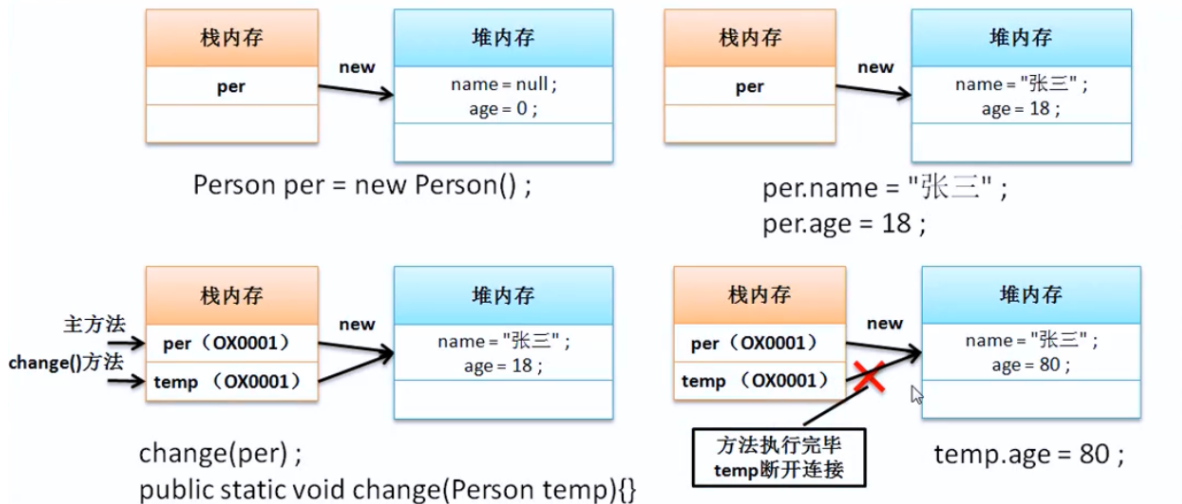 栈内存
堆内存
per
new
name = null ;
age = 0 ;
Person per = new Person() ;
栈内存
堆内存
per
new
name = "张三" ;
age = 18 ;
per.name = "张三" ;
per.age = 18 ;
栈内存
堆内存
主方法
change()方法
per（OX0001）
temp （OX0001）
new
name = "张三" ;
age = 18 ;
change(per) ;
public static void change(Person temp){}
栈内存
堆内存
per（OX0001）
temp （OX0001）
new
name = "张三" ;
age = 80 ;
方法执行完毕
temp断开连接
temp.age = 80 ;